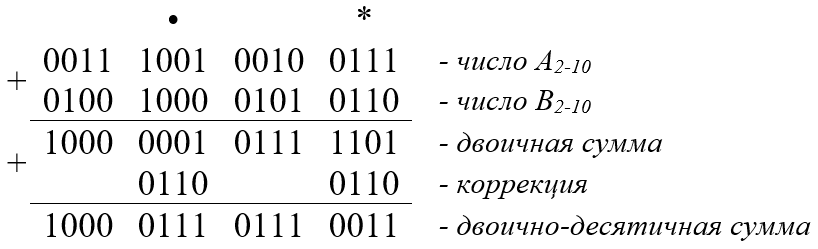 • *
+ 0011 1001 0010 0111 - число A2-10
0100 1000 0101 0110 - число B2-10
+ 1000 0001 0111 1101 - двоичная сумма
0110 0110 - коррекция
1000 0111 0111 0011 - двоично-десятичная сумма